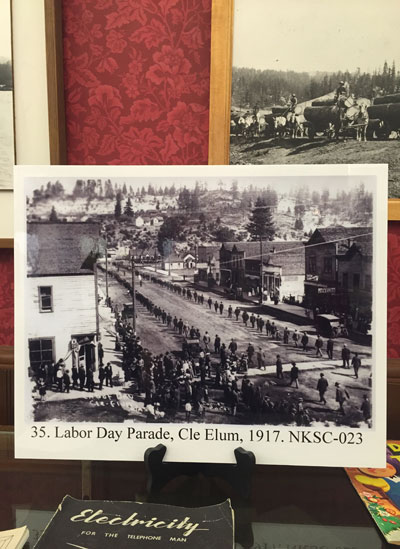 35. Labor Day Parade, Cle Elum, 1917. NKSC-023
Electricity
FOR THE TELEPHONE MAN